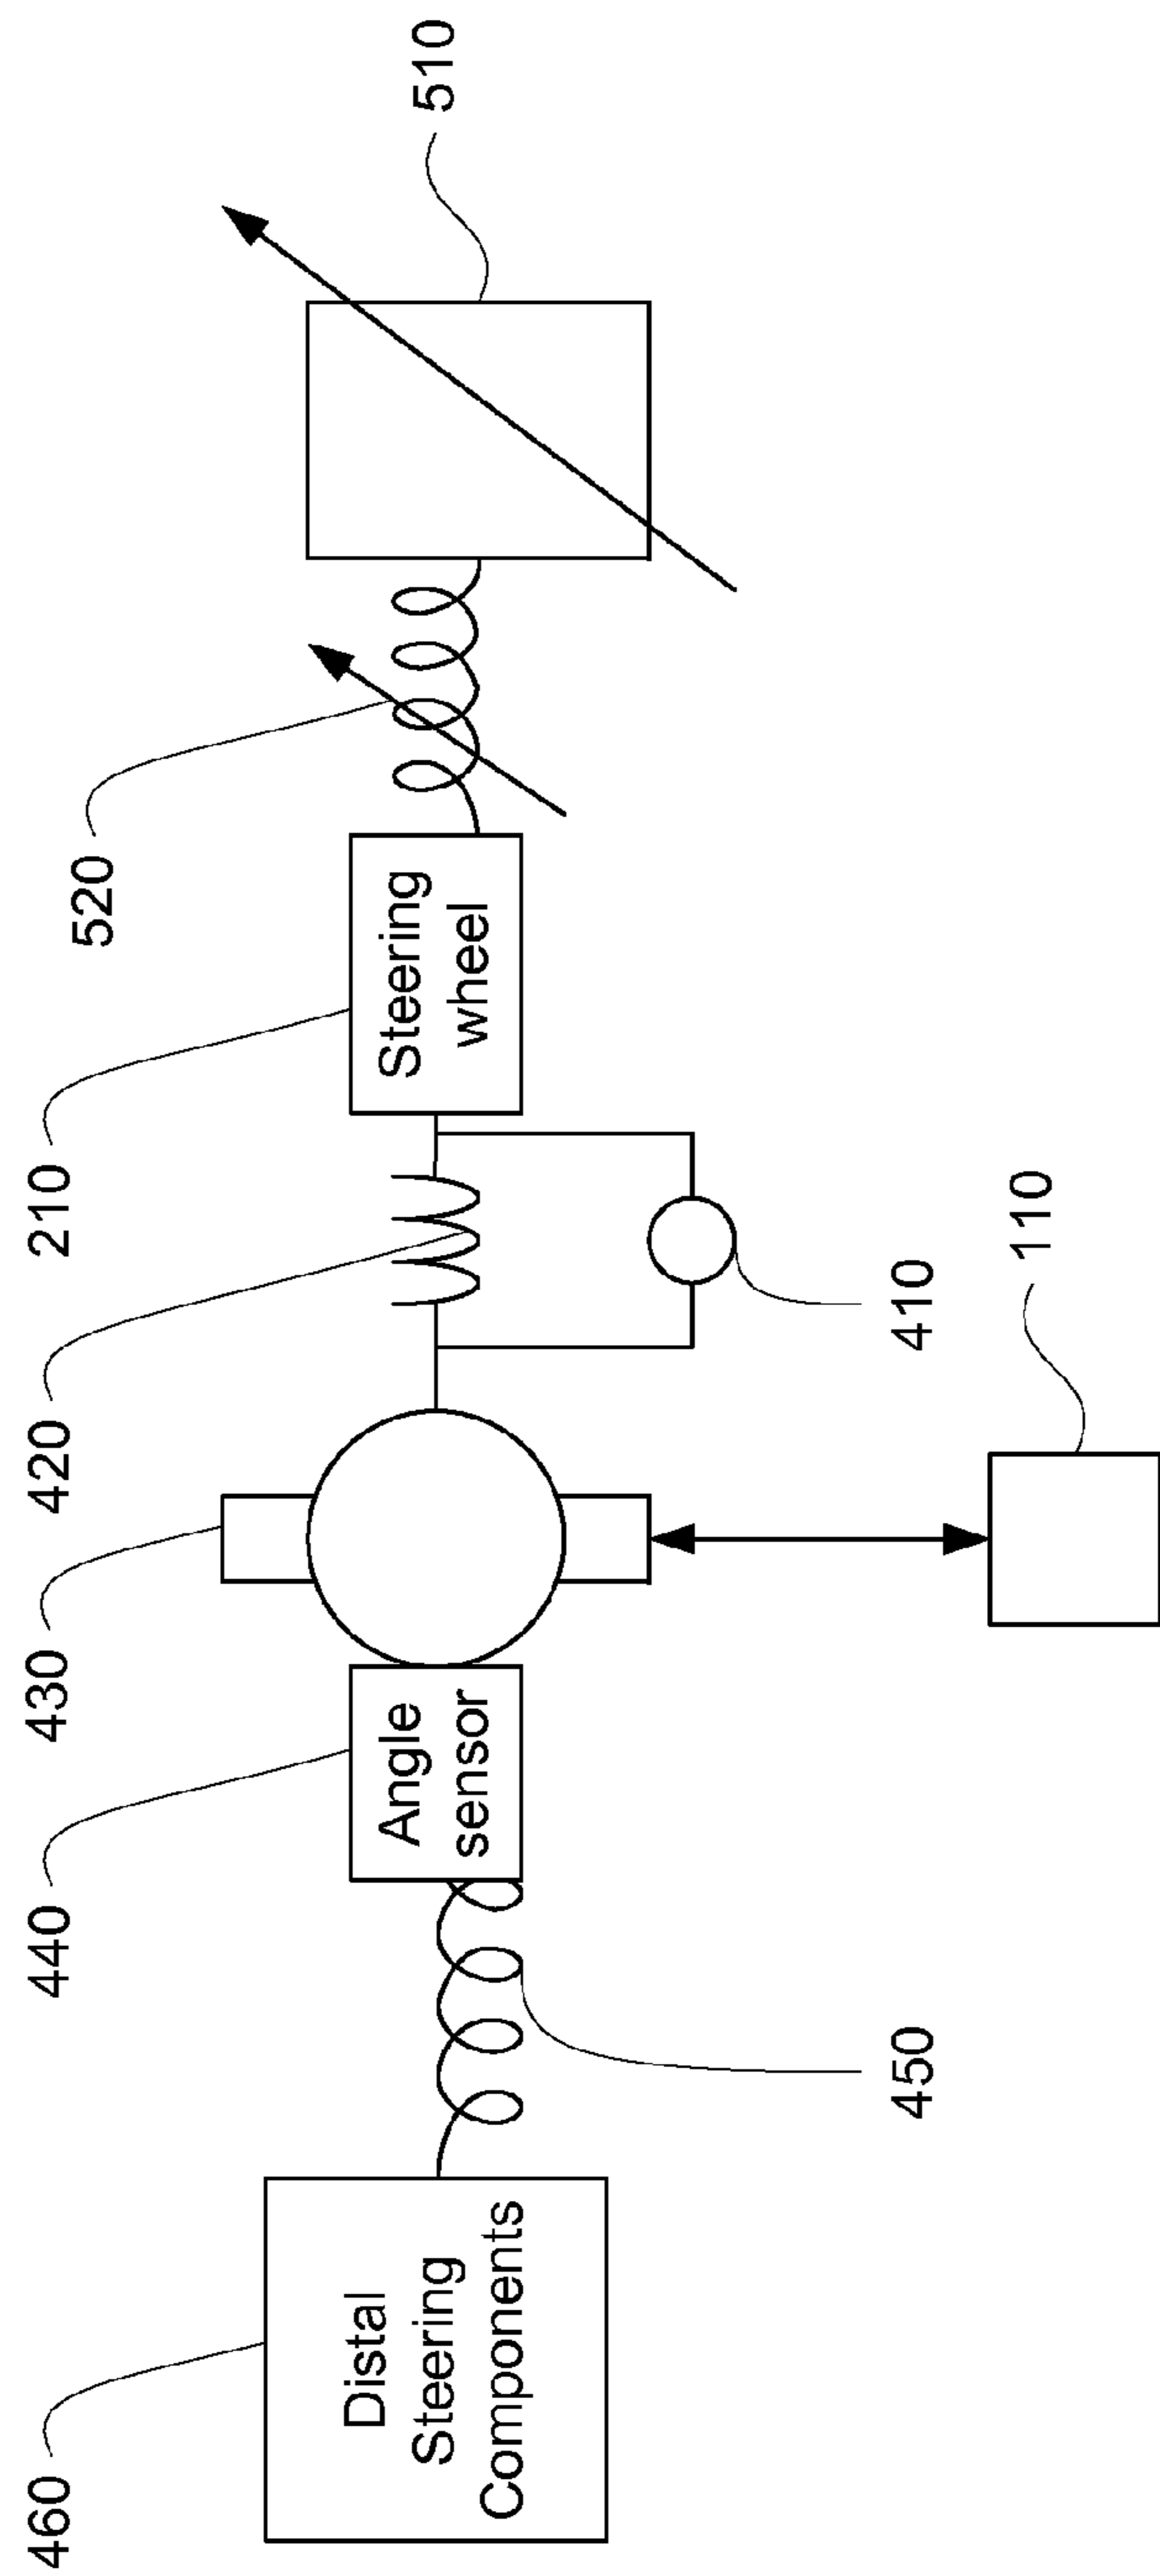 460
440
430
420
210
520
510
Distal
Steering
Components
Angle
sensor
Steering
wheel
450
410
110